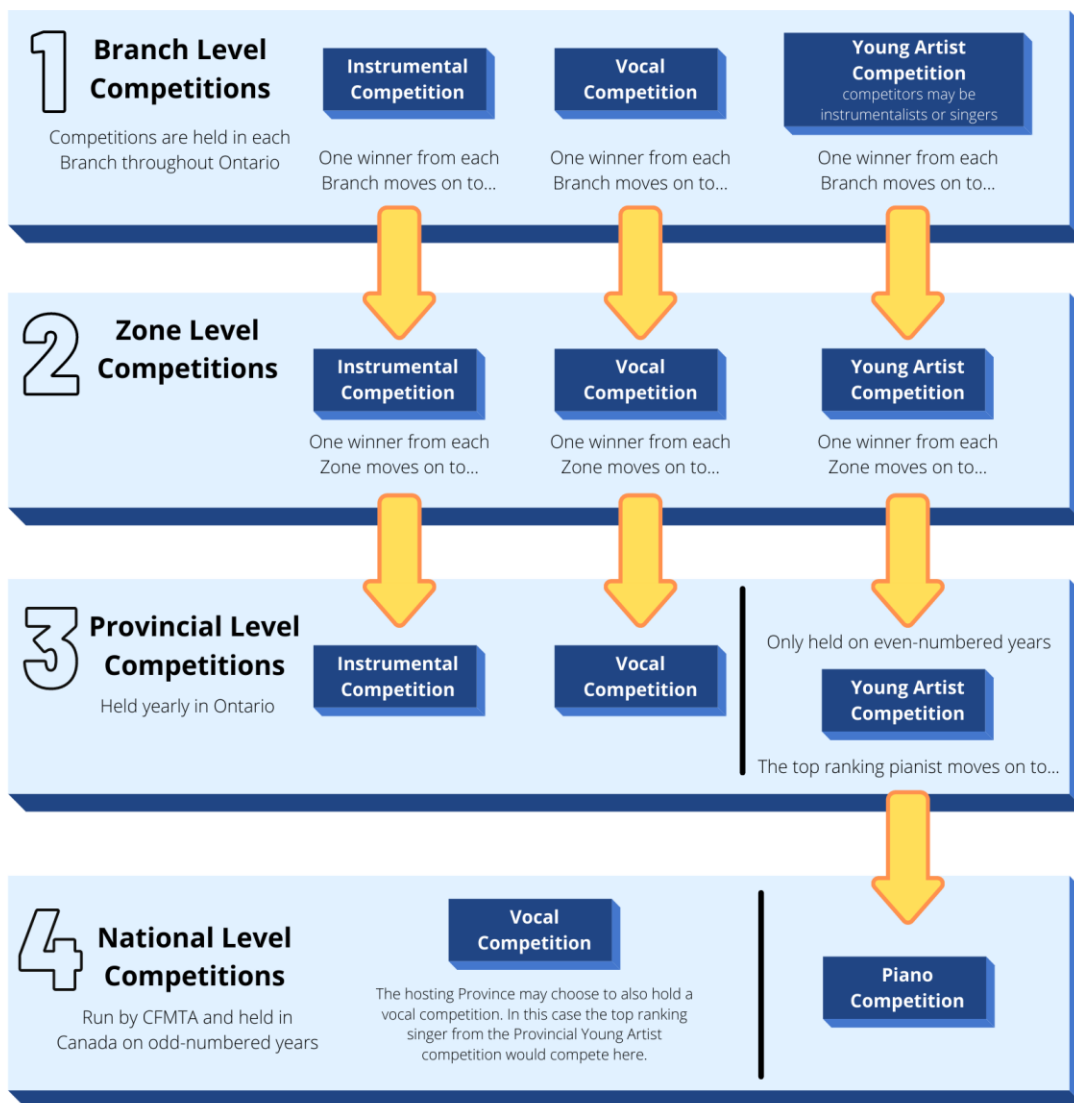 1
Branch Level
Competitions
Competitions are held in each
Branch throughout Ontario
Instrumental
Competition
One winner from each
Branch moves on to...
Vocal
Competition
One winner from each
Branch moves on to...
Young Artist
Competition
competitors may be
instrumentalists or singers
One winner from each
Branch moves on to...
2
Zone Level
Competitions
Instrumental
Competition
One winner from each
Zone moves on to...
Vocal
Competition
One winner from each
Zone moves on to...
Young Artist
Competition
One winner from each
Zone moves on to...
3
Provincial Level
Competitions
Held yearly in Ontario
Instrumental
Competition
Vocal
Competition
Only held on even-numbered years
Young Artist
Competition
The top ranking pianist moves on to...
4
National Level
Competitions
Run by CFMTA and held in
Canada on odd-numbered years
Vocal
Competition
The hosting Province may choose to also hold a
vocal competition. In this case the top ranking
singer from the Provincial Young Artist
competition would compete here.
Piano
Competition